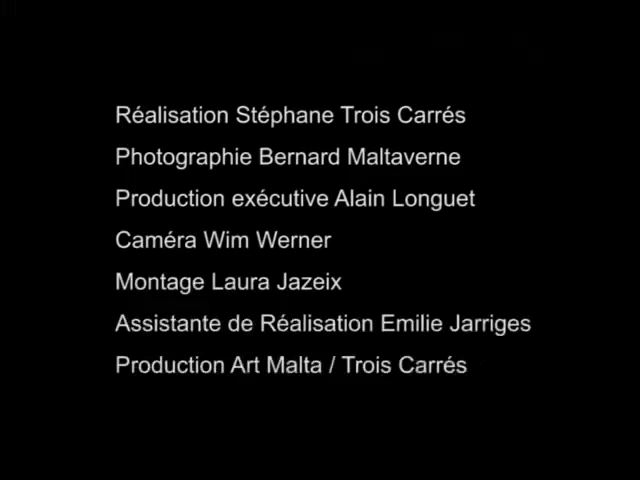 Réalisation Stéphane Trois Carrés
Photographie Bernard Maltaverne
Production exécutive Alain Longuet
Caméra Wim Werner
Montage Laura Jazeix
Assistante de Réalisation Emilie Jarriges
Production Art Malta / Trois Carrés